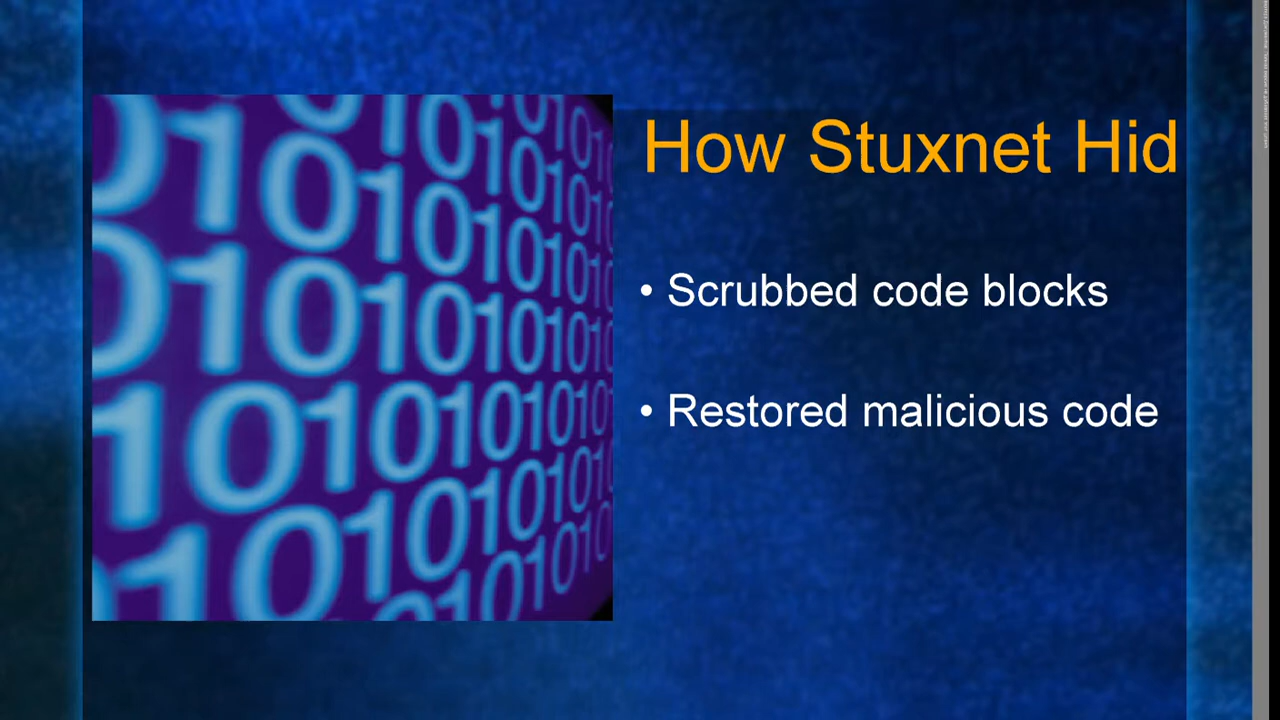 How Stuxnet Hid
• Scrubbed code blocks
• Restored malicious code